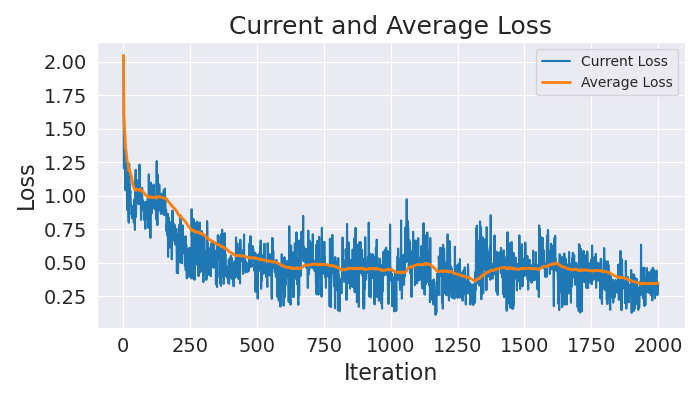 Current and Average Loss
Current Loss
Average Loss
Loss
2.00
1.75
1.50
1.25
1.00
0.75
0.50
0.25
0 250 500 750 1000 1250 1500 1750 2000
Iteration